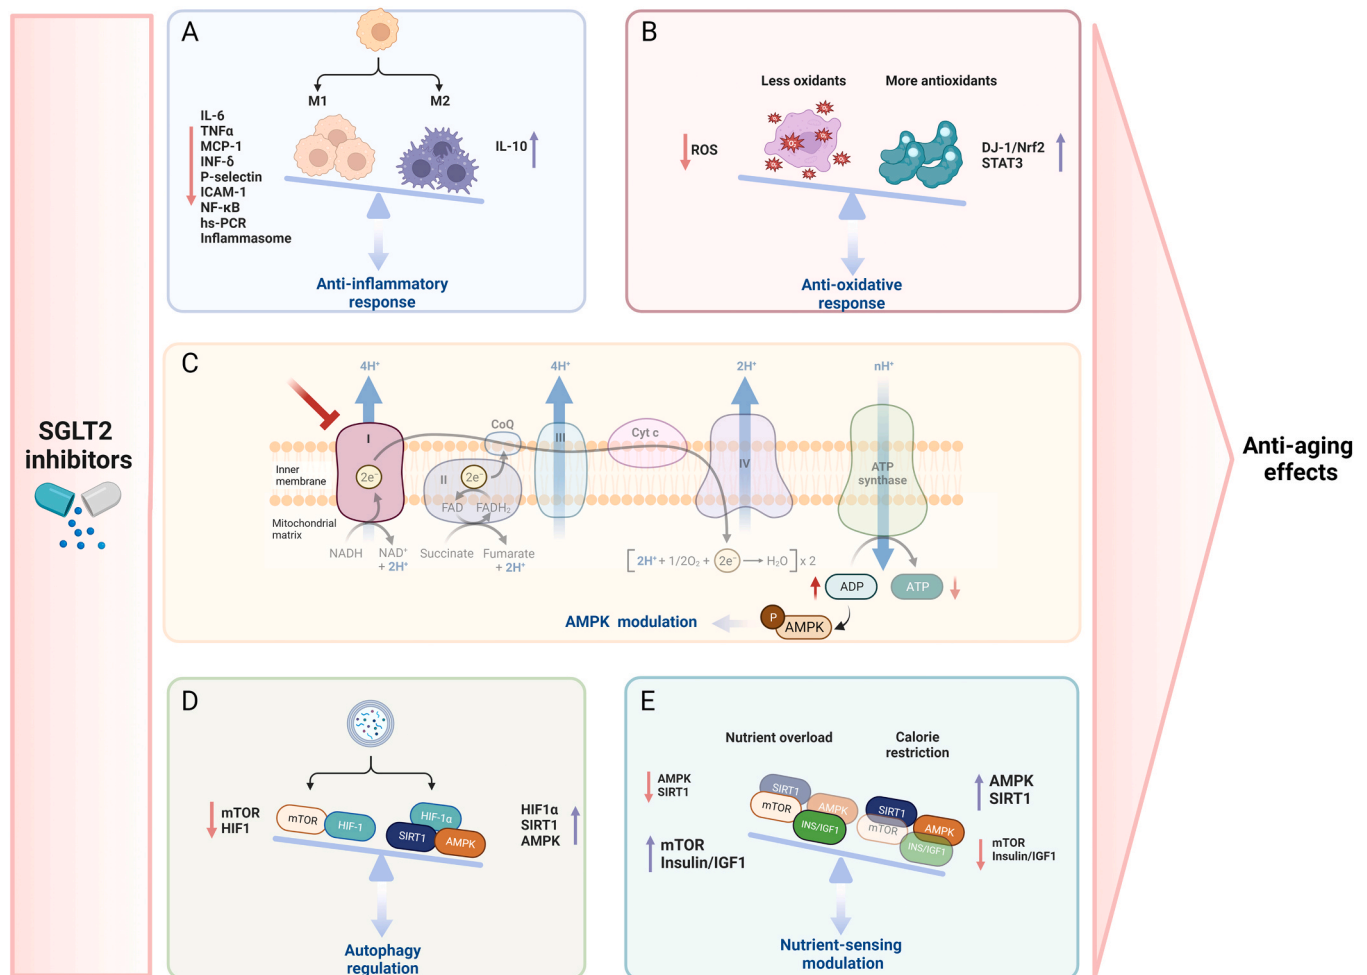 SGLT2
inhibitors
A
M1
M2
IL-6
TNFα
MCP-1
INF-δ
P-selectin
ICAM-1
NF-κB
hs-PCR
Inflammasome
IL-10
Anti-inflammatory
response
B
Less oxidants
More antioxidants
ROS
O₂
DJ-1/Nrf2
STAT3
Anti-oxidative
response
C
4H⁺
4H⁺
2H⁺
nH⁺
I
CoQ
III
Cyt c
IV
ATP
synthase
Inner
membrane
2e⁻
II
2e⁻
FAD
FADH₂
Mitochondrial
matrix
NADH
NAD⁺
+ 2H⁺
Succinate
Fumarate
+ 2H⁺
[2H⁺ + 1/2O₂ + 2e⁻ → H₂O] x 2
ADP
ATP
P
AMPK
AMPK modulation
D
mTOR
HIF1
mTOR
HIF-1
HIF-1α
SIRT1
AMPK
HIF1α
SIRT1
AMPK
Autophagy
regulation
E
Nutrient overload
Calorie
restriction
AMPK
SIRT1
mTOR
Insulin/IGF1
SIRT1
mTOR
AMPK
INS/IGF1
SIRT1
mTOR
AMPK
INS/IGF1
AMPK
SIRT1
mTOR
Insulin/IGF1
Nutrient-sensing
modulation
Anti-aging
effects